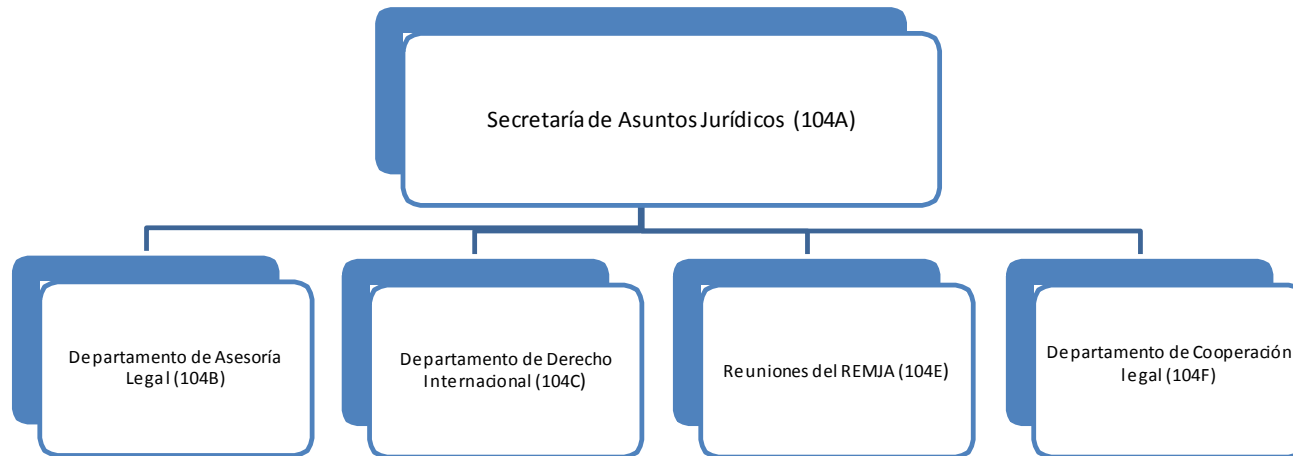 Secretaría de Asuntos Jurídicos (104A)
Departamento de Asesoría
Legal (104B)
Departamento de Derecho
Internacional (104C)
Reuniones del REMJA (104E)
Departamento de Cooperación
legal (104F)